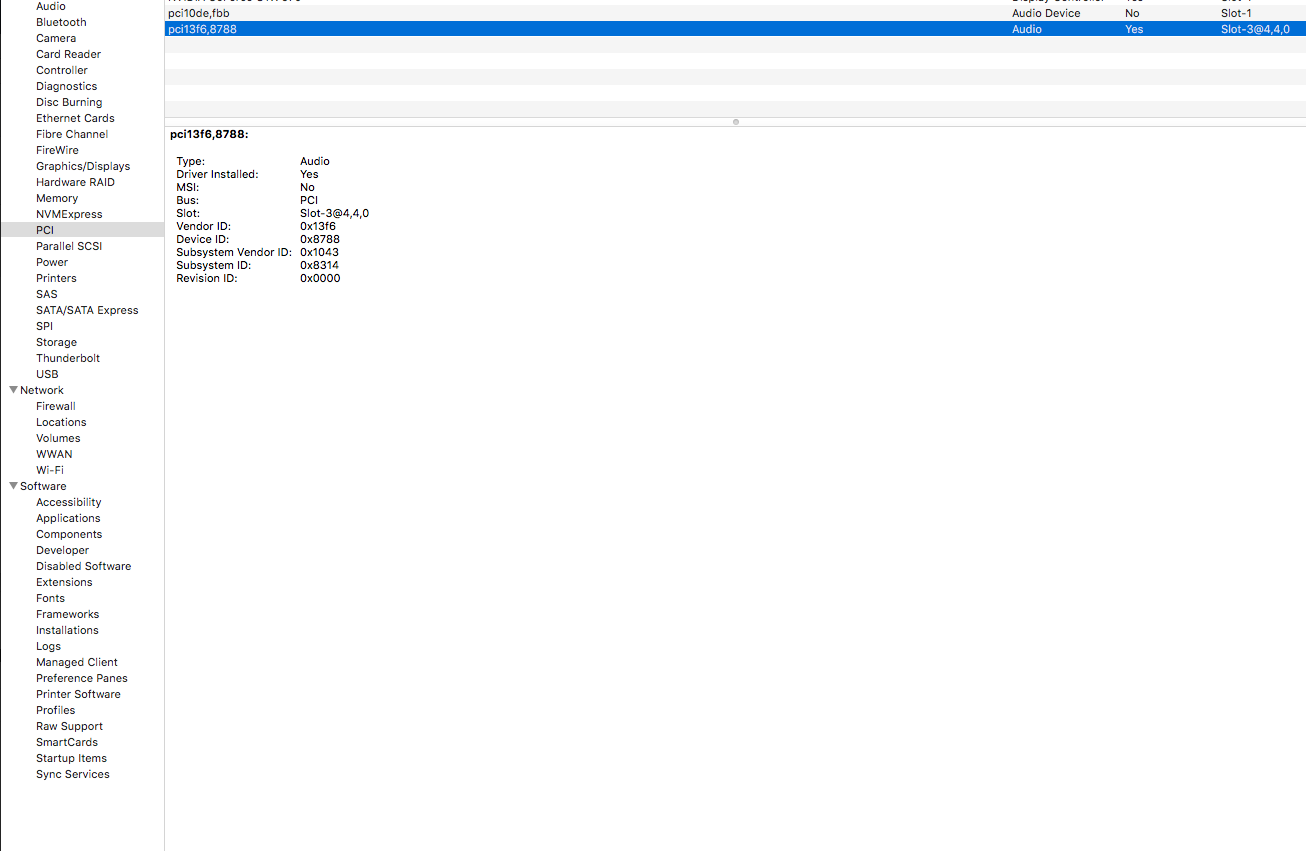 Audio
Bluetooth
Camera
Card Reader
Controller
Diagnostics
Disc Burning
Ethernet Cards
Fibre Channel
FireWire
Graphics/Displays
Hardware RAID
Memory
NVMExpress
PCI
Parallel SCSI
Power
Printers
SAS
SATA/SATA Express
SPI
Storage
Thunderbolt
USB
Network
Firewall
Locations
Volumes
WWAN
Wi-Fi
Software
Accessibility
Applications
Components
Developer
Disabled Software
Extensions
Fonts
Frameworks
Installations
Logs
Managed Client
Preference Panes
Printer Software
Profiles
Raw Support
SmartCards
Startup Items
Sync Services
pci10de,fbb Audio Device No Slot-1
pci13f6,8788 Audio Yes Slot-3@4,4,0
pci13f6,8788:
Type: Audio
Driver Installed: Yes
MSI: No
Bus: PCI
Slot: Slot-3@4,4,0
Vendor ID: 0x13f6
Device ID: 0x8788
Subsystem Vendor ID: 0x1043
Subsystem ID: 0x8314
Revision ID: 0x0000